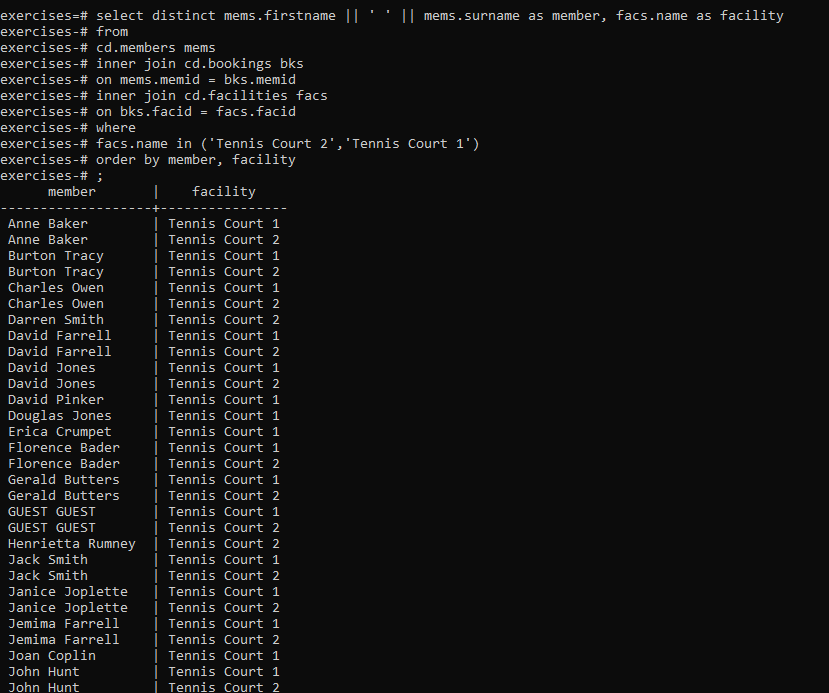 exercises=# select distinct mems.firstname || ' ' || mems.surname as member, facs.name as facility
exercises-# from
exercises-# cd.members mems
exercises-# inner join cd.bookings bks
exercises-# on mems.memid = bks.memid
exercises-# inner join cd.facilities facs
exercises-# on bks.facid = facs.facid
exercises-# where
exercises-# facs.name in ('Tennis Court 2','Tennis Court 1')
exercises-# order by member, facility
exercises-# ;
      member       |    facility
-------------------+----------------
 Anne Baker        | Tennis Court 1
 Anne Baker        | Tennis Court 2
 Burton Tracy      | Tennis Court 1
 Burton Tracy      | Tennis Court 2
 Charles Owen      | Tennis Court 1
 Charles Owen      | Tennis Court 2
 Darren Smith      | Tennis Court 2
 David Farrell     | Tennis Court 1
 David Farrell     | Tennis Court 2
 David Jones       | Tennis Court 1
 David Jones       | Tennis Court 2
 David Pinker      | Tennis Court 1
 Douglas Jones     | Tennis Court 1
 Erica Crumpet     | Tennis Court 1
 Florence Bader    | Tennis Court 1
 Florence Bader    | Tennis Court 2
 Gerald Butters    | Tennis Court 1
 Gerald Butters    | Tennis Court 2
 GUEST GUEST       | Tennis Court 1
 GUEST GUEST       | Tennis Court 2
 Henrietta Rumney  | Tennis Court 2
 Jack Smith        | Tennis Court 1
 Jack Smith        | Tennis Court 2
 Janice Joplette   | Tennis Court 1
 Janice Joplette   | Tennis Court 2
 Jemima Farrell    | Tennis Court 1
 Jemima Farrell    | Tennis Court 2
 Joan Coplin       | Tennis Court 1
 John Hunt         | Tennis Court 1
 John Hunt         | Tennis Court 2